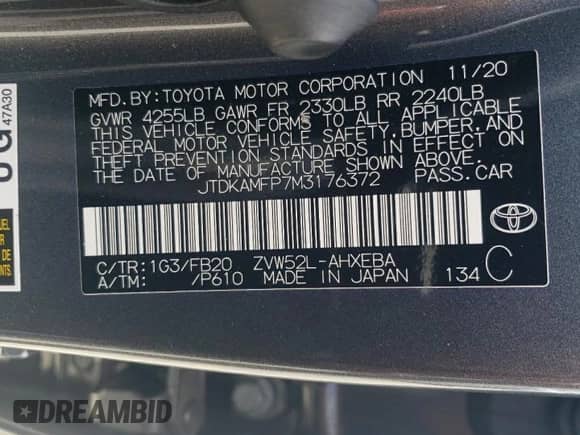 MFD. BY: TOYOTA MOTOR CORPORATION 11/20
GVWR 4255LB GAWR FR 2330LB RR 2240LB
THIS VEHICLE CONFORMS TO ALL APPLICABLE
FEDERAL MOTOR VEHICLE SAFETY, BUMPER, AND
THEFT PREVENTION STANDARDS IN EFFECT ON
THE DATE OF MANUFACTURE SHOWN ABOVE.
JTDKAMFP7M3176372 PASS. CAR
C/TR: 1G3/FB20 ZVW52L-AHXEBA
A/TM: /P610 MADE IN JAPAN 134 C
47A30
DREAMBID